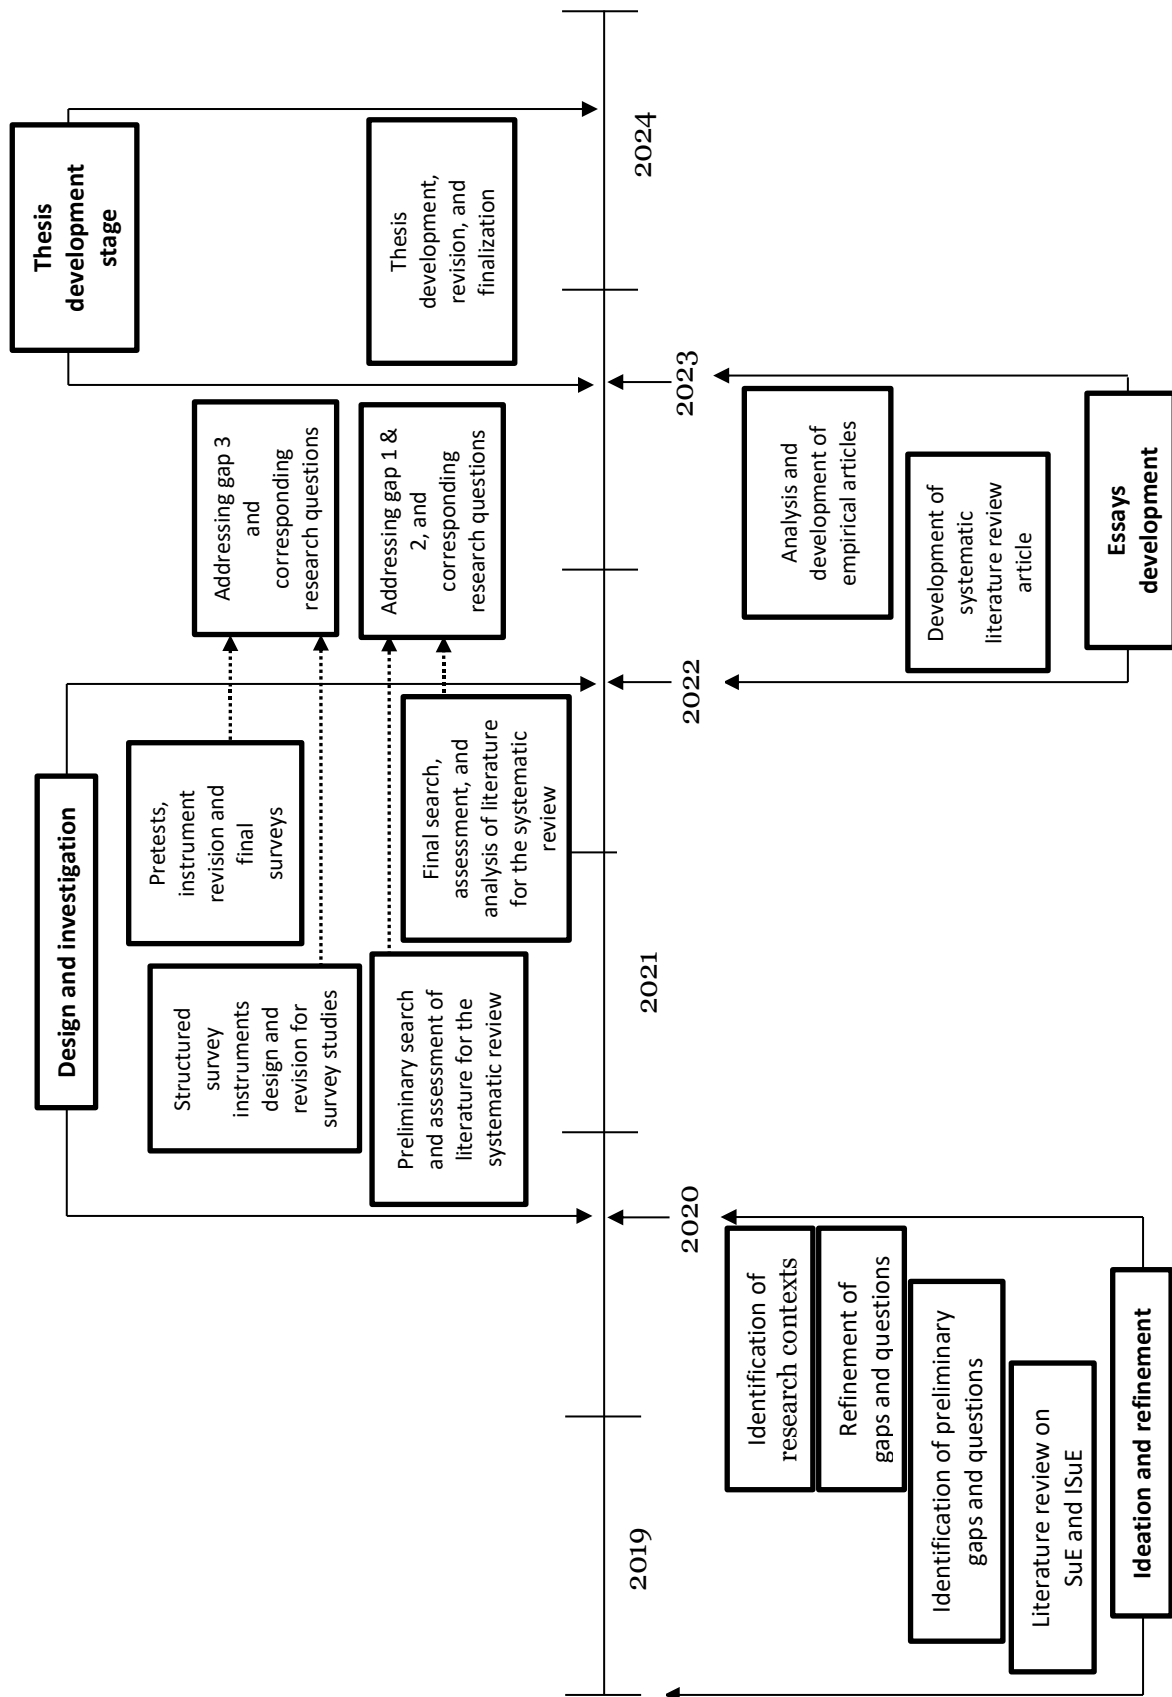 Design and investigation
Thesis
development
stage
Structured
survey
instruments
design and
revision for
survey studies
Pretests,
instrument
revision and
final
surveys
Addressing gap 3
and
corresponding
research questions
Preliminary search
and assessment of
literature for the
systematic review
Final search,
assessment, and
analysis of literature
for the systematic
review
Addressing gap 1 &
2, and
corresponding
research questions
Thesis
development,
revision, and
finalization
2019
2020
2021
2022
2023
2024
Identification of
research contexts
Refinement of
gaps and questions
Identification of preliminary
gaps and questions
Literature review on
SuE and ISuE
Ideation and refinement
Analysis and
development of
empirical articles
Development of
systematic
literature review
article
Essays
development